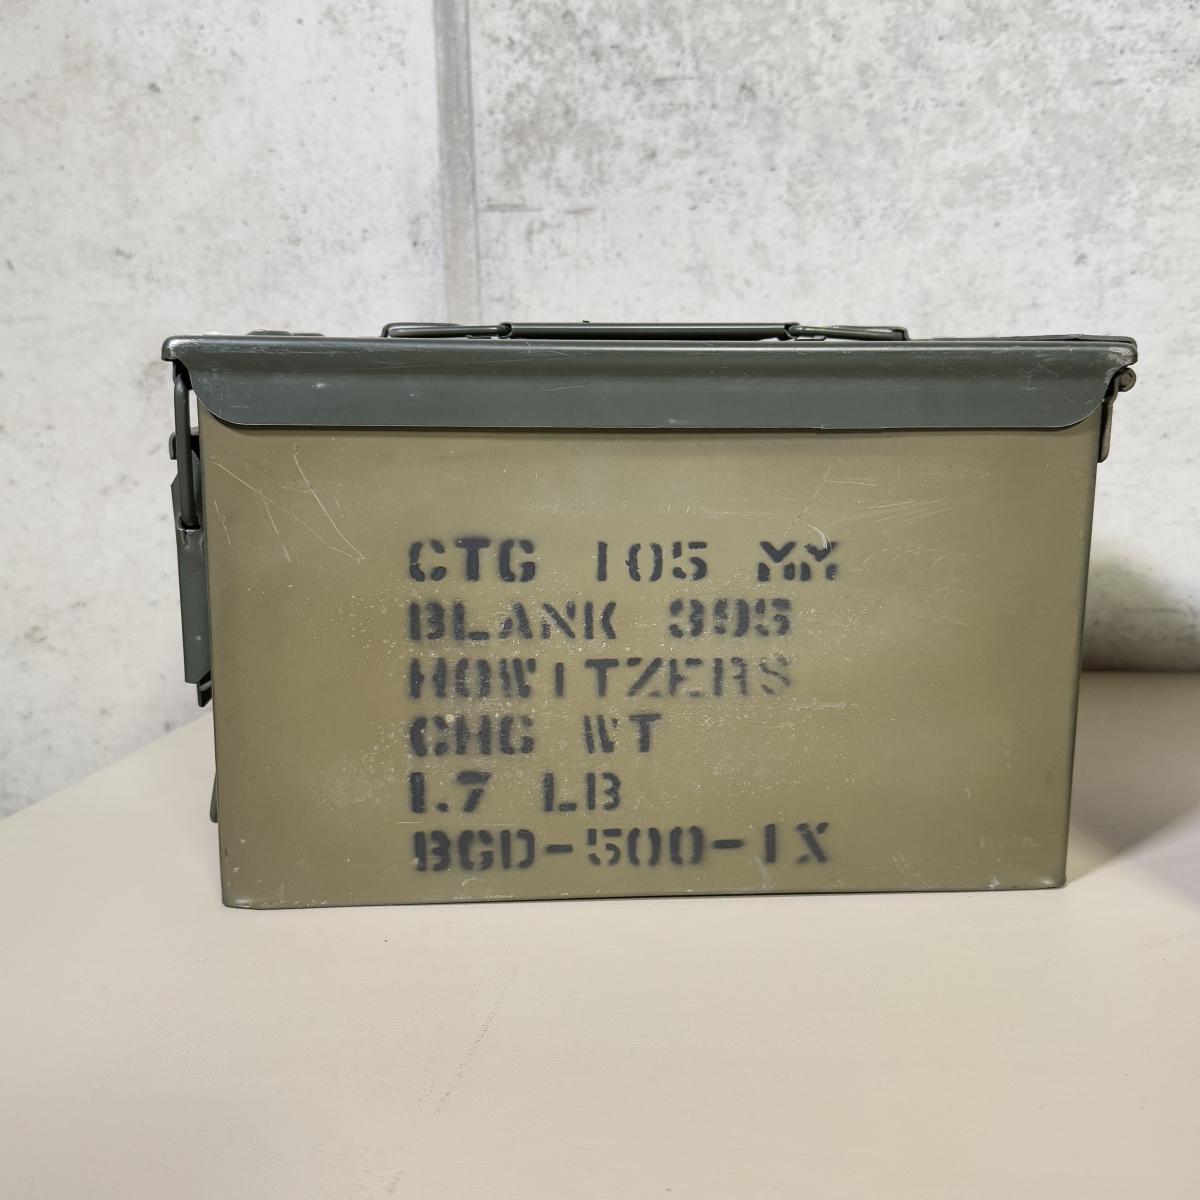 CTG 105 MM
BLANK 395
HOWITZERS
CHG WT
1.7 LB
BGD-500-1X